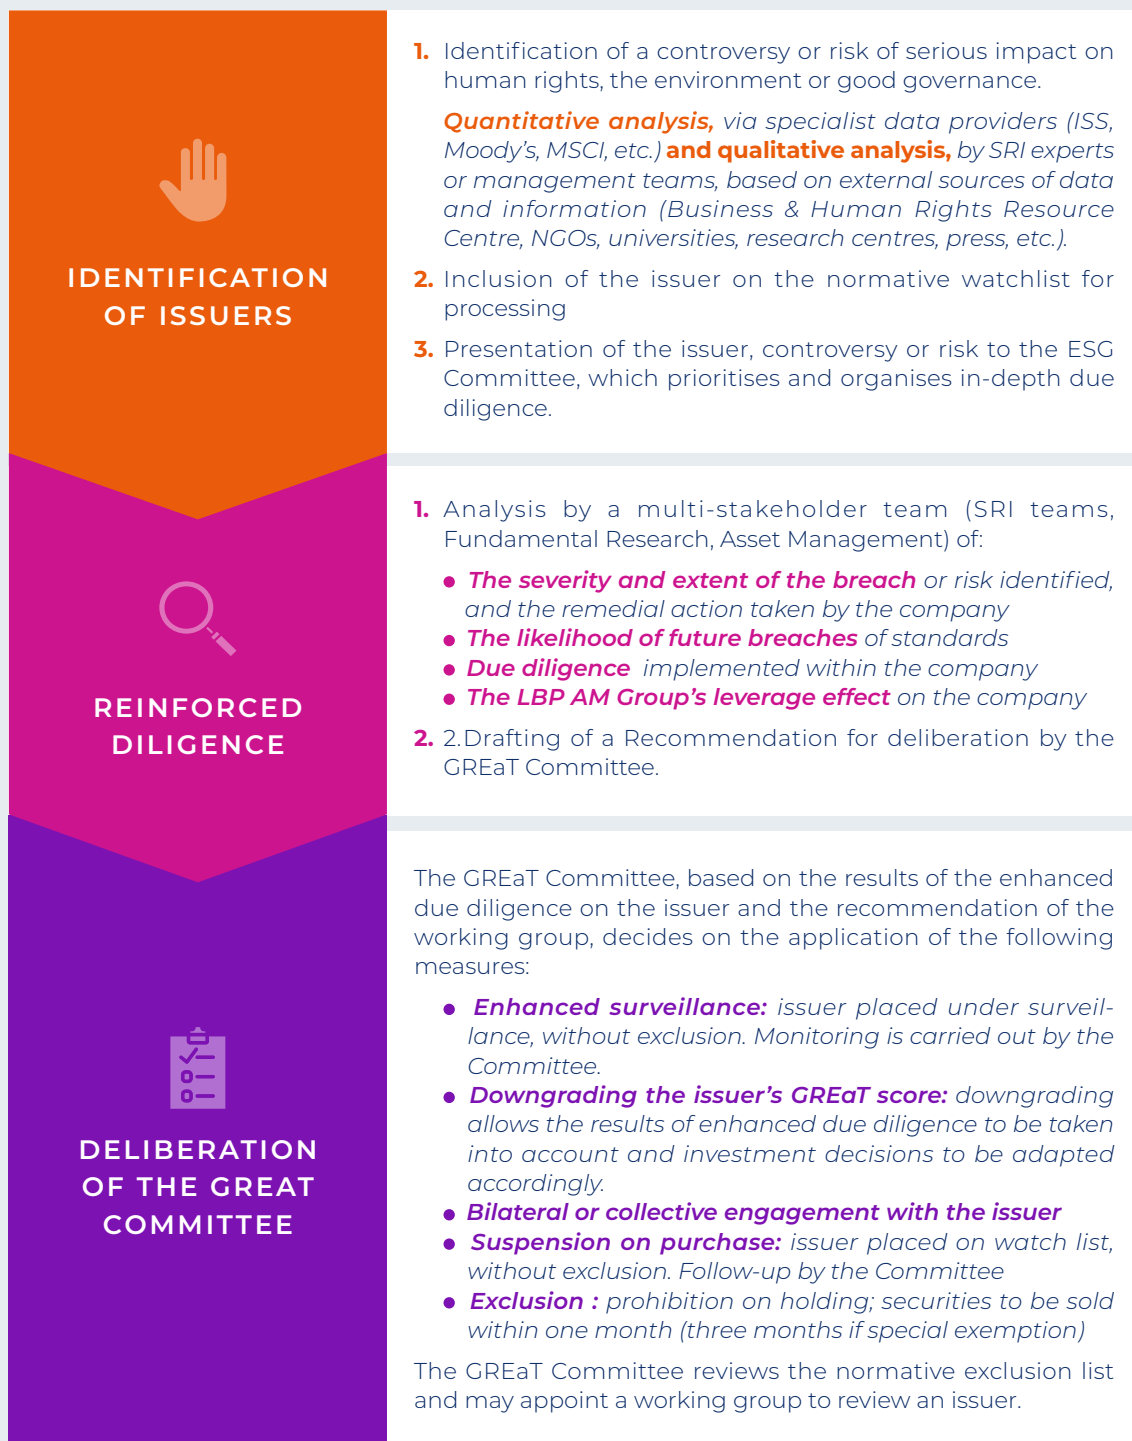 IDENTIFICATION
OF ISSUERS
1. Identification of a controversy or risk of serious impact on
human rights, the environment or good governance.
Quantitative analysis, via specialist data providers (ISS,
Moody's, MSCI, etc.) and qualitative analysis, by SRI experts
or management teams, based on external sources of data
and information (Business & Human Rights Resource
Centre, NGOs, universities, research centres, press, etc.).
2. Inclusion of the issuer on the normative watchlist for
processing
3. Presentation of the issuer, controversy or risk to the ESG
Committee, which prioritises and organises in-depth due
diligence.
REINFORCED
DILIGENCE
1. Analysis by a multi-stakeholder team (SRI teams,
Fundamental Research, Asset Management) of:
• The severity and extent of the breach or risk identified,
and the remedial action taken by the company
• The likelihood of future breaches of standards
• Due diligence implemented within the company
• The LBP AM Group's leverage effect on the company
2. 2.Drafting of a Recommendation for deliberation by the
GREaT Committee.
DELIBERATION
OF THE GREAT
COMMITTEE
The GREaT Committee, based on the results of the enhanced
due diligence on the issuer and the recommendation of the
working group, decides on the application of the following
measures:
• Enhanced surveillance: issuer placed under surveil-
lance, without exclusion. Monitoring is carried out by the
Committee.
• Downgrading the issuer's GREaT score: downgrading
allows the results of enhanced due diligence to be taken
into account and investment decisions to be adapted
accordingly.
• Bilateral or collective engagement with the issuer
• Suspension on purchase: issuer placed on watch list,
without exclusion. Follow-up by the Committee
• Exclusion : prohibition on holding; securities to be sold
within one month (three months if special exemption)
The GREaT Committee reviews the normative exclusion list
and may appoint a working group to review an issuer.